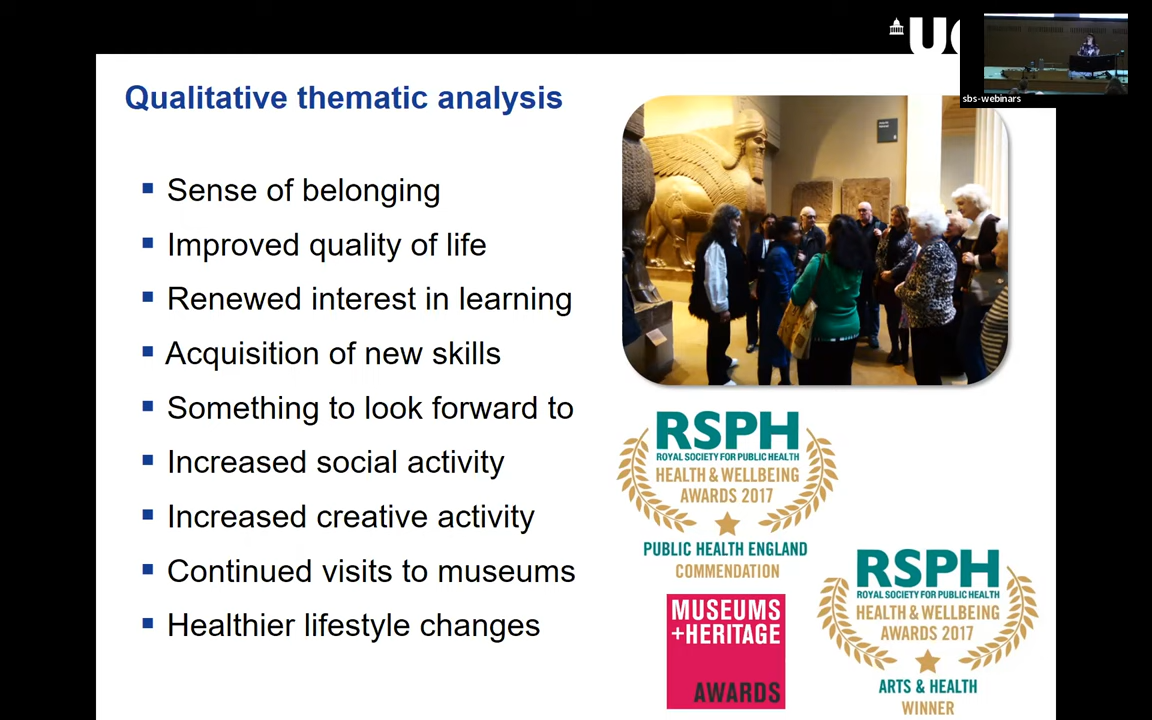 Qualitative thematic analysis
Sense of belonging
Improved quality of life
Renewed interest in learning
Acquisition of new skills
Something to look forward to
Increased social activity
Increased creative activity
Continued visits to museums
Healthier lifestyle changes
sbs-webinars
RSPH
ROYAL SOCIETY FOR PUBLIC HEALTH
HEALTH & WELLBEING
AWARDS 2017
PUBLIC HEALTH ENGLAND
COMMENDATION
MUSEUMS
+HERITAGE
AWARDS
RSPH
ROYAL SOCIETY FOR PUBLIC HEALTH
HEALTH & WELLBEING
AWARDS 2017
ARTS & HEALTH
WINNER